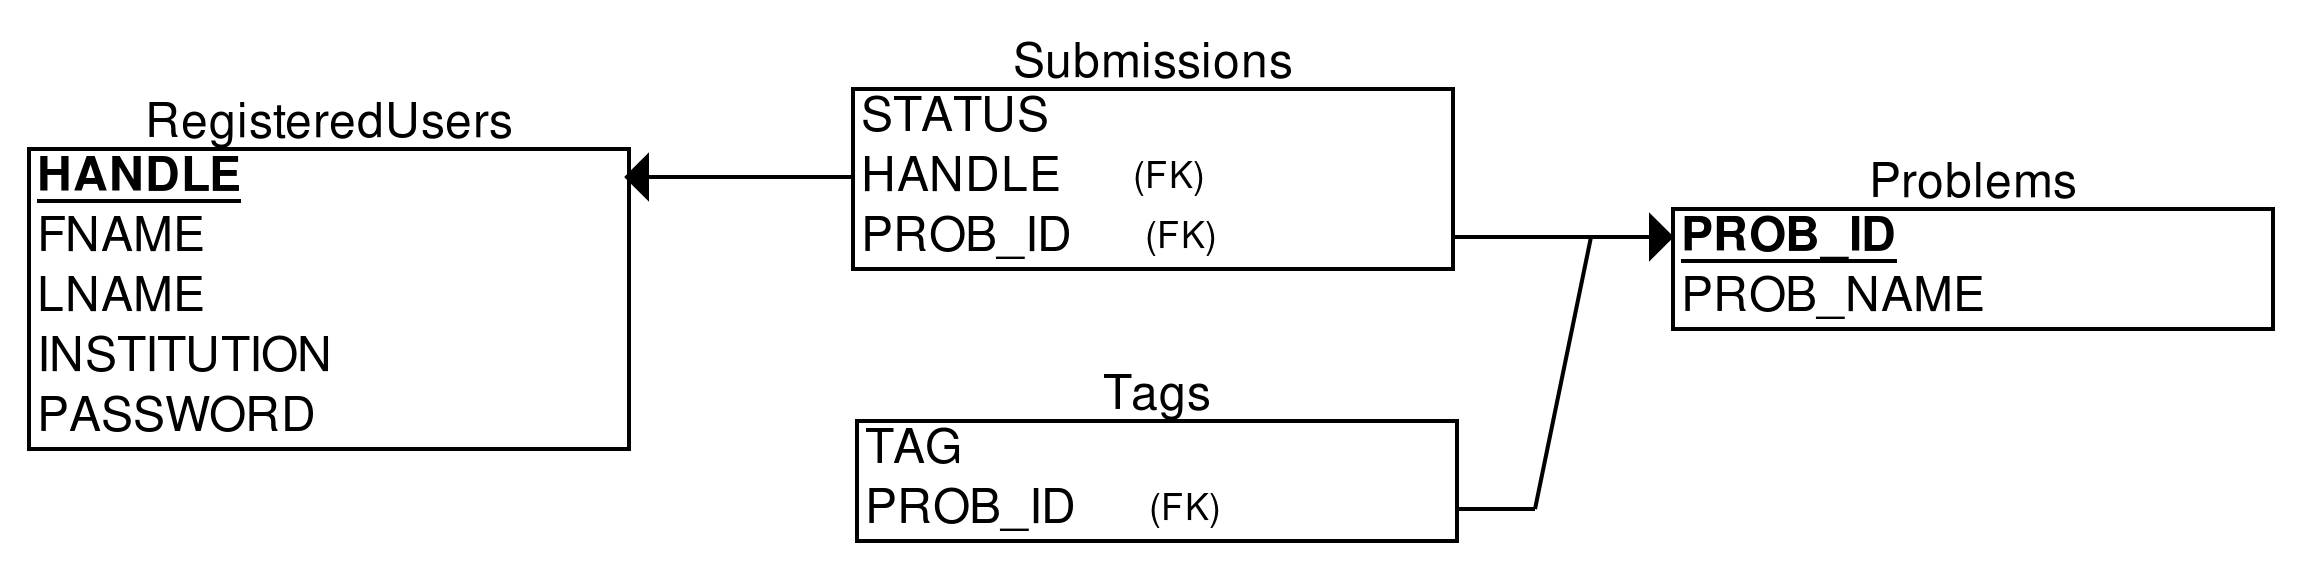 RegisteredUsers
HANDLE
FNAME
LNAME
INSTITUTION
PASSWORD
Submissions
STATUS
HANDLE (FK)
PROB_ID (FK)
Tags
TAG
PROB_ID (FK)
Problems
PROB_ID
PROB_NAME